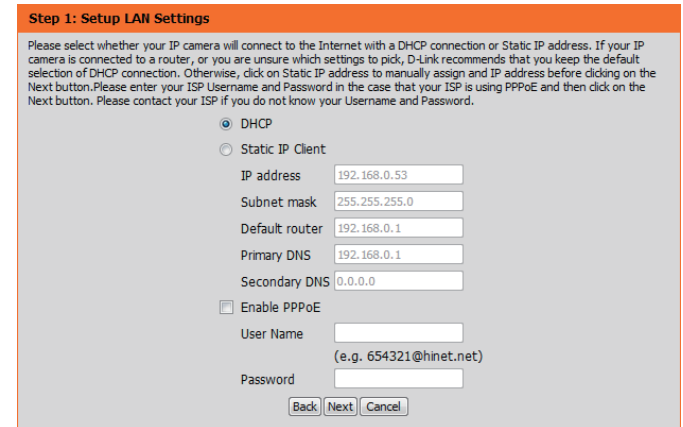 Step 1: Setup LAN Settings
Please select whether your IP camera will connect to the Internet with a DHCP connection or Static IP address. If your IP
camera is connected to a router, or you are unsure which settings to pick, D-Link recommends that you keep the default
selection of DHCP connection. Otherwise, click on Static IP address to manually assign and IP address before clicking on the
Next button.Please enter your ISP Username and Password in the case that your ISP is using PPPoE and then click on the
Next button. Please contact your ISP if you do not know your Username and Password.
DHCP
Static IP Client
IP address 192.168.0.53
Subnet mask 255.255.255.0
Default router 192.168.0.1
Primary DNS 192.168.0.1
Secondary DNS 0.0.0.0
Enable PPPoE
User Name
(e.g. 654321@hinet.net)
Password
Back Next Cancel